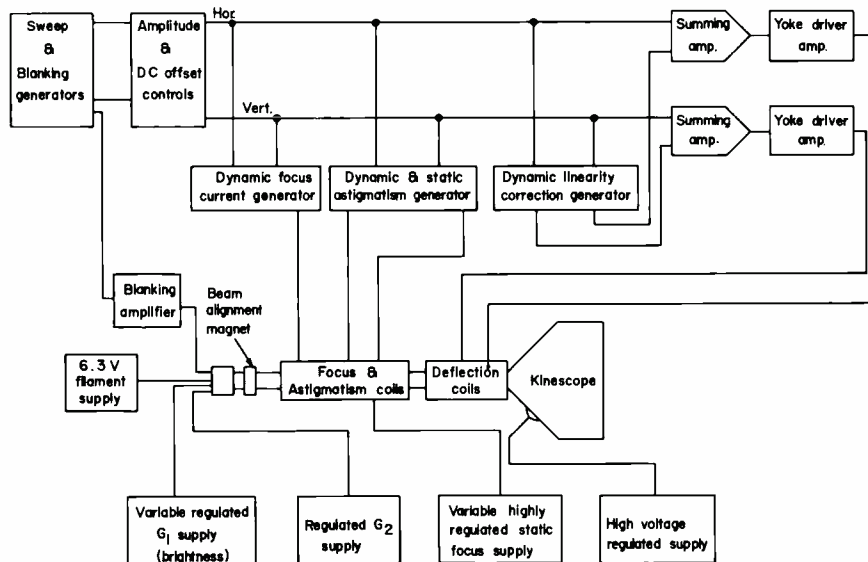 Sweep
&
Blanking
generators
Amplitude
&
DC offset
controls
Hor.
Vert.
Summing
amp.
Yoke driver
amp.
Summing
amp.
Yoke driver
amp.
Dynamic focus
current generator
Dynamic & static
astigmatism generator
Dynamic linearity
correction generator
Blanking
amplifier
Beam
alignment
magnet
6.3 V
filament
supply
Focus &
Astigmatism coils
Deflection
coils
Kinescope
Variable regulated
G1 supply
(brightness)
Regulated G2
supply
Variable highly
regulated static
focus supply
High voltage
regulated supply